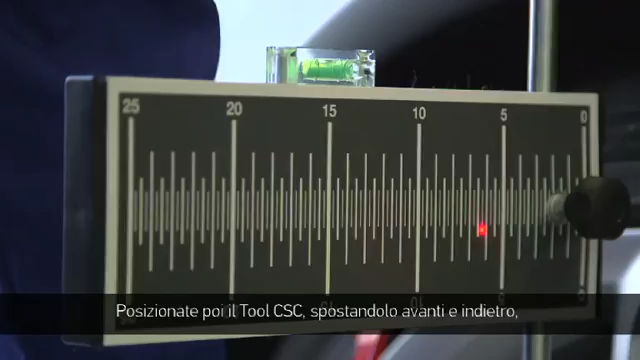 25 20 15 10 5 0
Posizionate poi il Tool CSC, spostandolo avanti e indietro,